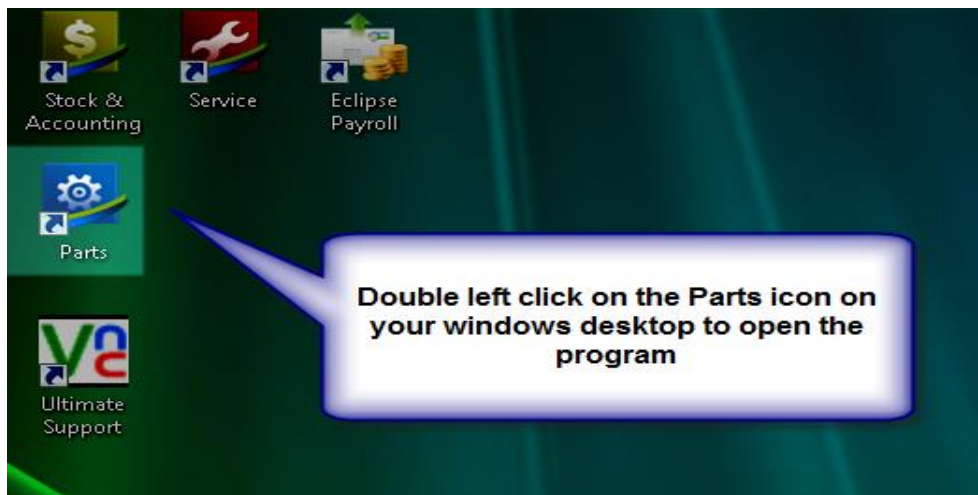 Stock &
Accounting
Service
Eclipse
Payroll
Parts
Double left click on the Parts icon on
your windows desktop to open the
program
Ultimate
Support